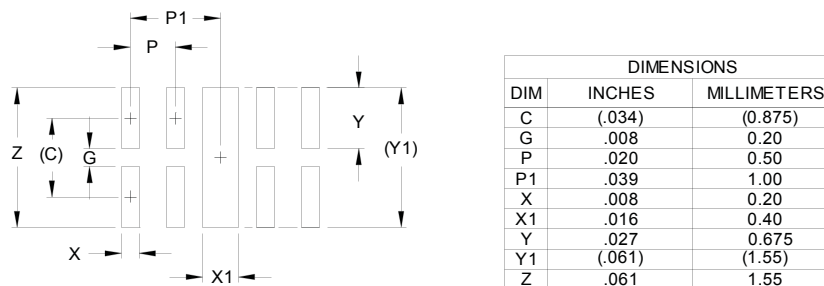 P1
P
Z
(C)
G
Y
(Y1)
X
X1
DIMENSIONS
DIM INCHES MILLIMETERS
C (.034) (0.875)
G .008 0.20
P .020 0.50
P1 .039 1.00
X .008 0.20
X1 .016 0.40
Y .027 0.675
Y1 (.061) (1.55)
Z .061 1.55